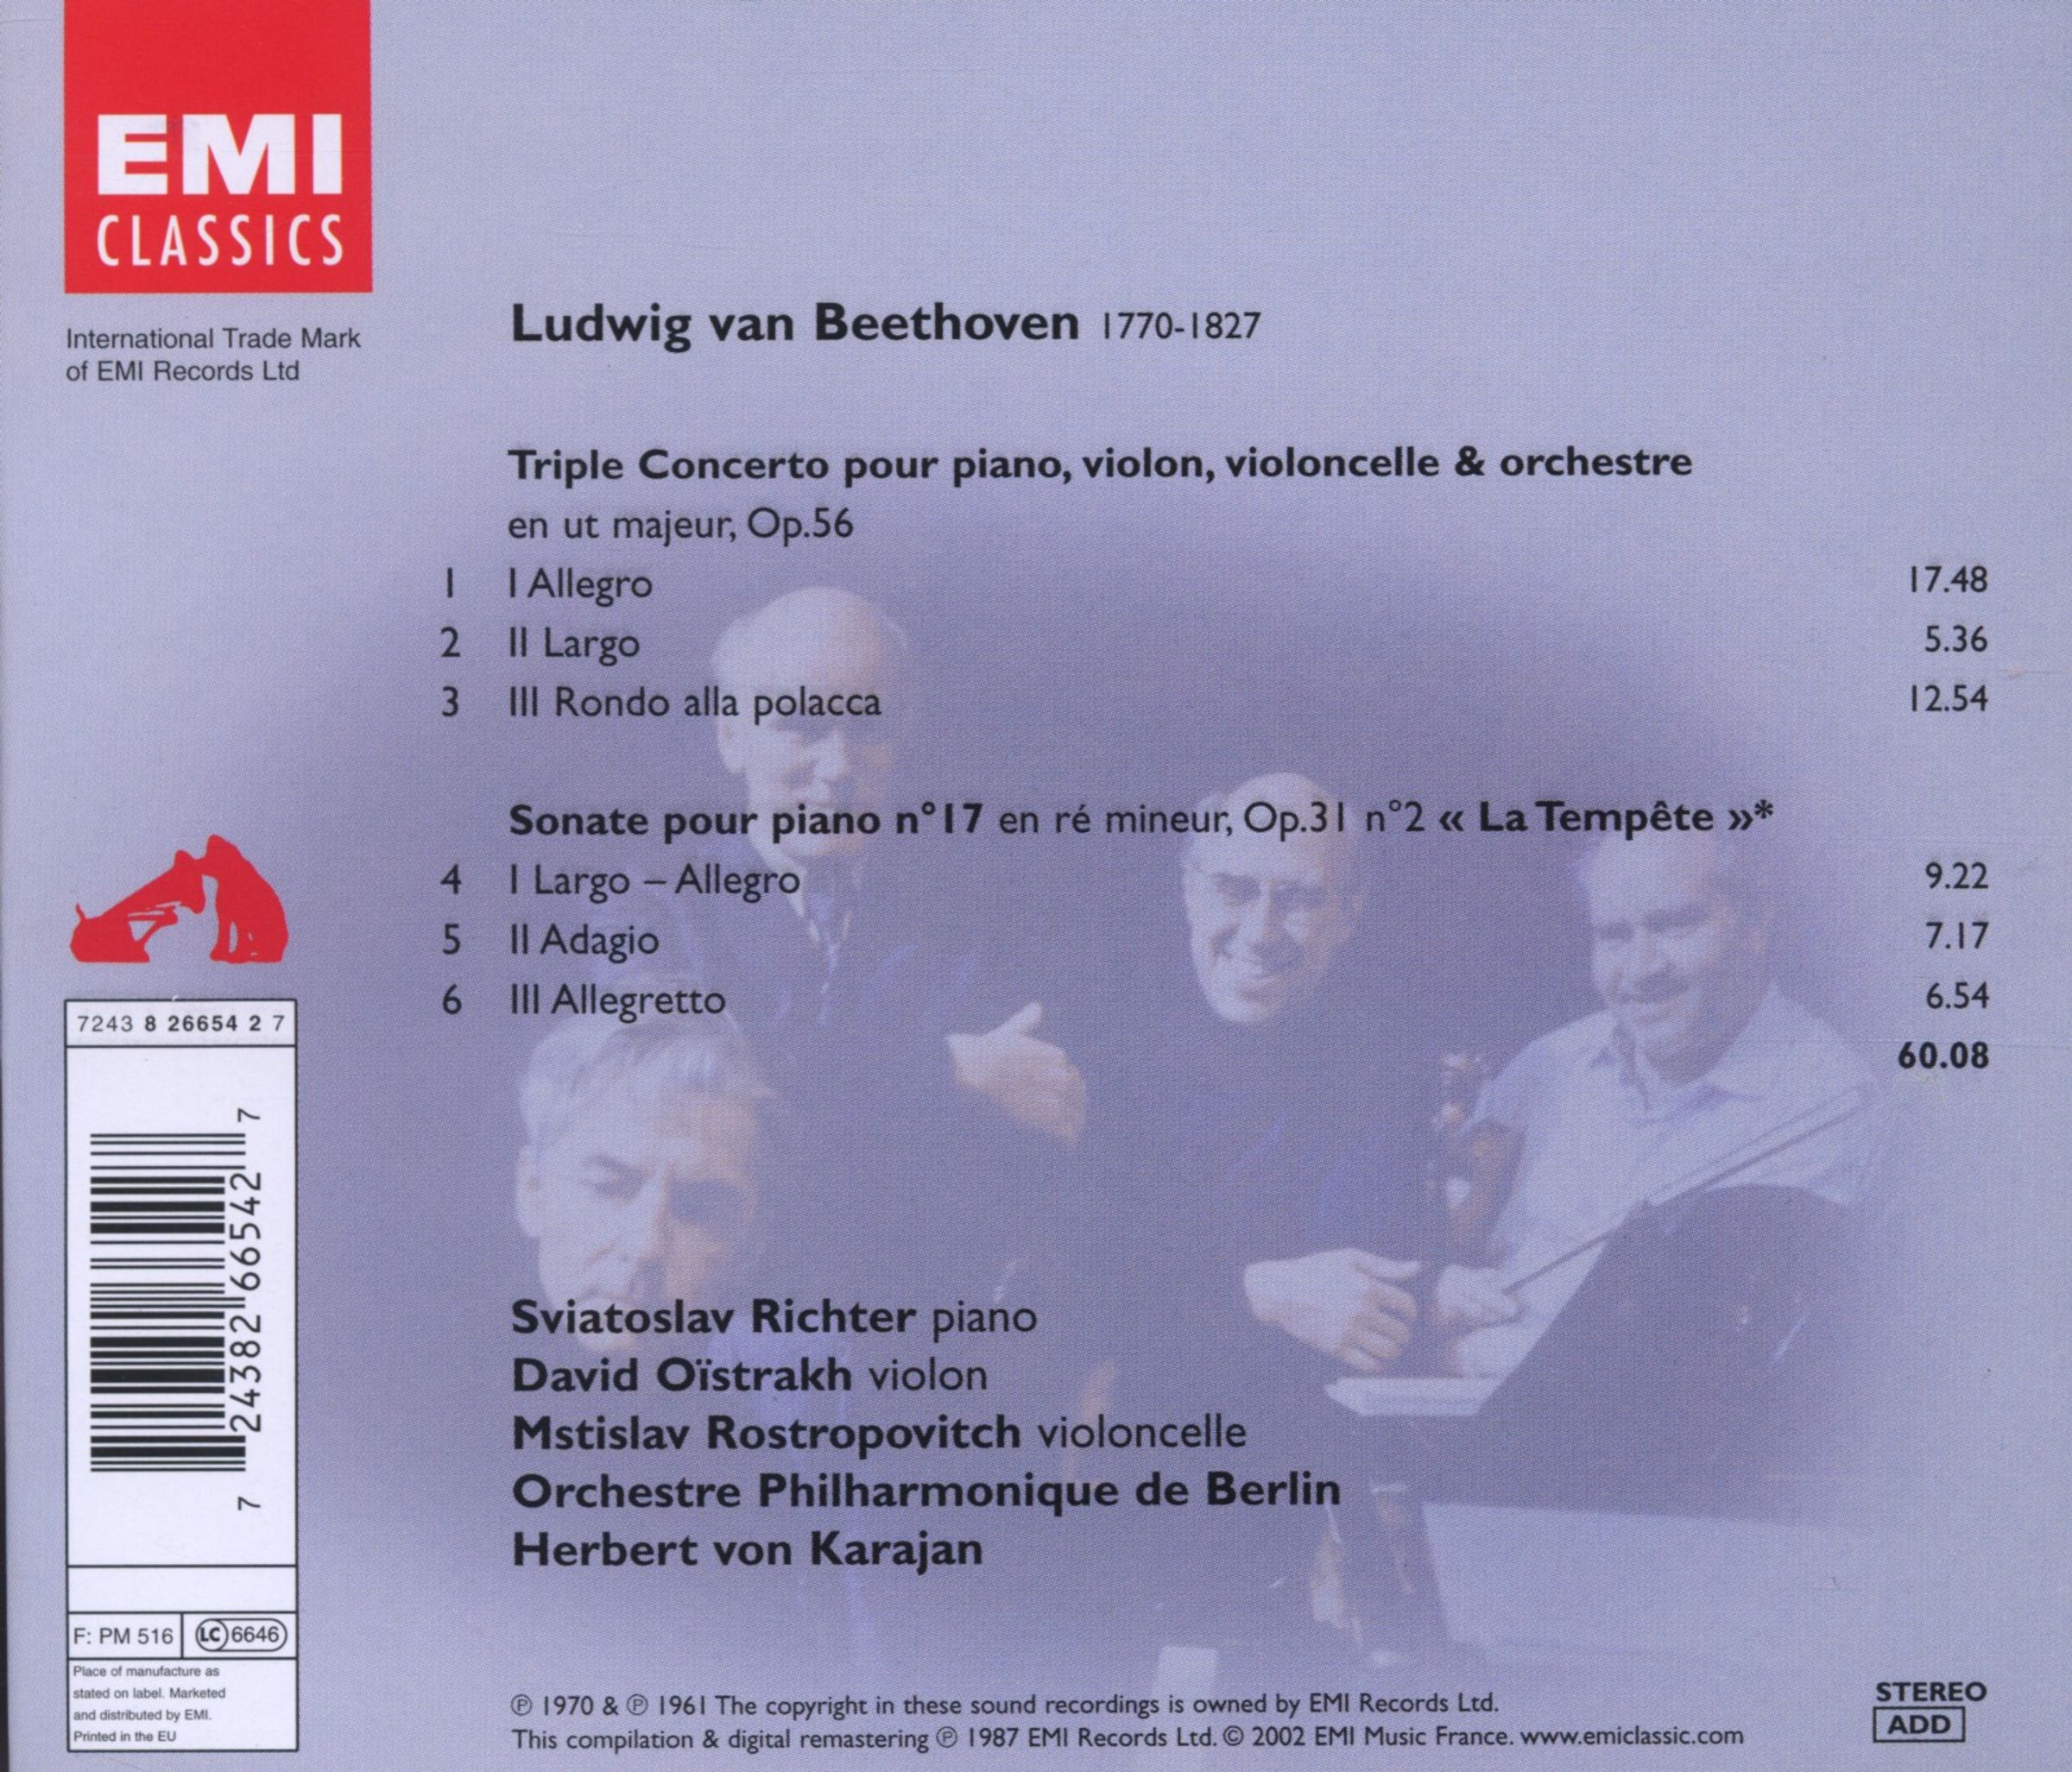 EMI
CLASSICS
International Trade Mark
of EMI Records Ltd
Ludwig van Beethoven 1770-1827
Triple Concerto pour piano, violon, violoncelle & orchestre
en ut majeur, Op.56
1 I Allegro 17.48
2 II Largo 5.36
3 III Rondo alla polacca 12.54
Sonate pour piano n°17 en ré mineur, Op.31 n°2 « La Tempête »*
4 I Largo – Allegro 9.22
5 II Adagio 7.17
6 III Allegretto 6.54
60.08
7243 8 26654 2 7
7 24382 66542 7
Sviatoslav Richter piano
David Oïstrakh violon
Mstislav Rostropovitch violoncelle
Orchestre Philharmonique de Berlin
Herbert von Karajan
F: PM 516
LC 6646
Place of manufacture as
stated on label. Marketed
and distributed by EMI.
Printed in the EU
℗ 1970 & ℗ 1961 The copyright in these sound recordings is owned by EMI Records Ltd.
This compilation & digital remastering ℗ 1987 EMI Records Ltd. © 2002 EMI Music France. www.emiclassic.com
STEREO
ADD